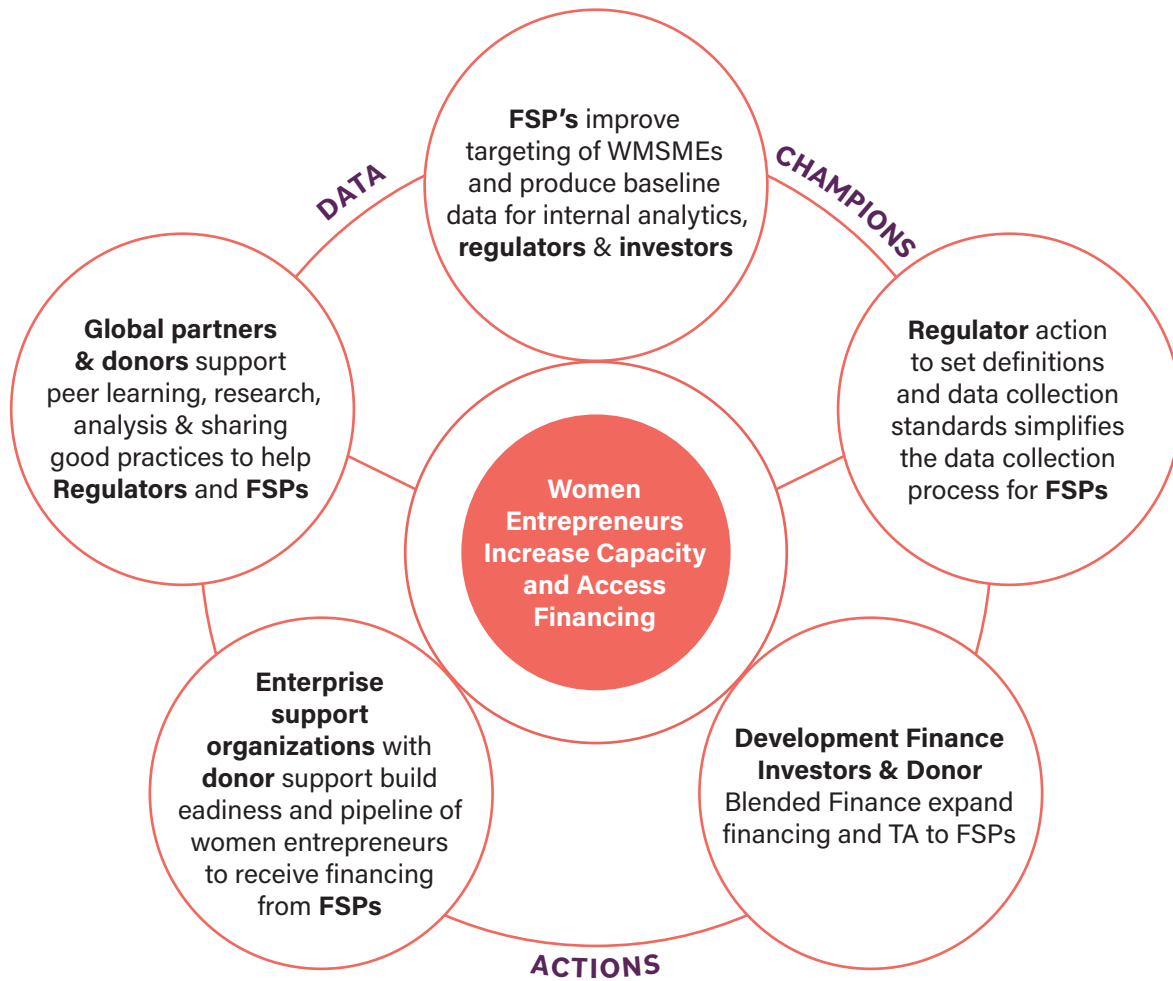 FSP's improve
targeting of WMSMEs
and produce baseline
data for internal analytics,
regulators & investors
DATA
CHAMPIONS
Global partners
& donors support
peer learning, research,
analysis & sharing
good practices to help
Regulators and FSPs
Regulator action
to set definitions
and data collection
standards simplifies
the data collection
process for FSPs
Women
Entrepreneurs
Increase Capacity
and Access
Financing
Enterprise
support
organizations with
donor support build
eadiness and pipeline of
women entrepreneurs
to receive financing
from FSPs
Development Finance
Investors & Donor
Blended Finance expand
financing and TA to FSPs
ACTIONS